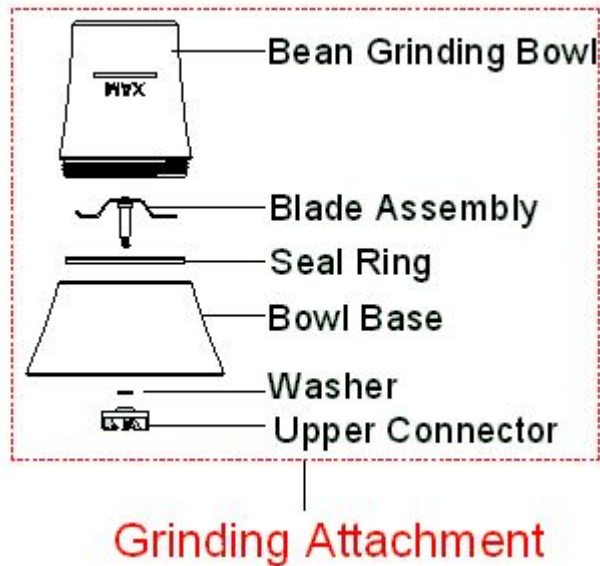 Bean Grinding Bowl
MAX
Blade Assembly
Seal Ring
Bowl Base
Washer
Upper Connector
Grinding Attachment